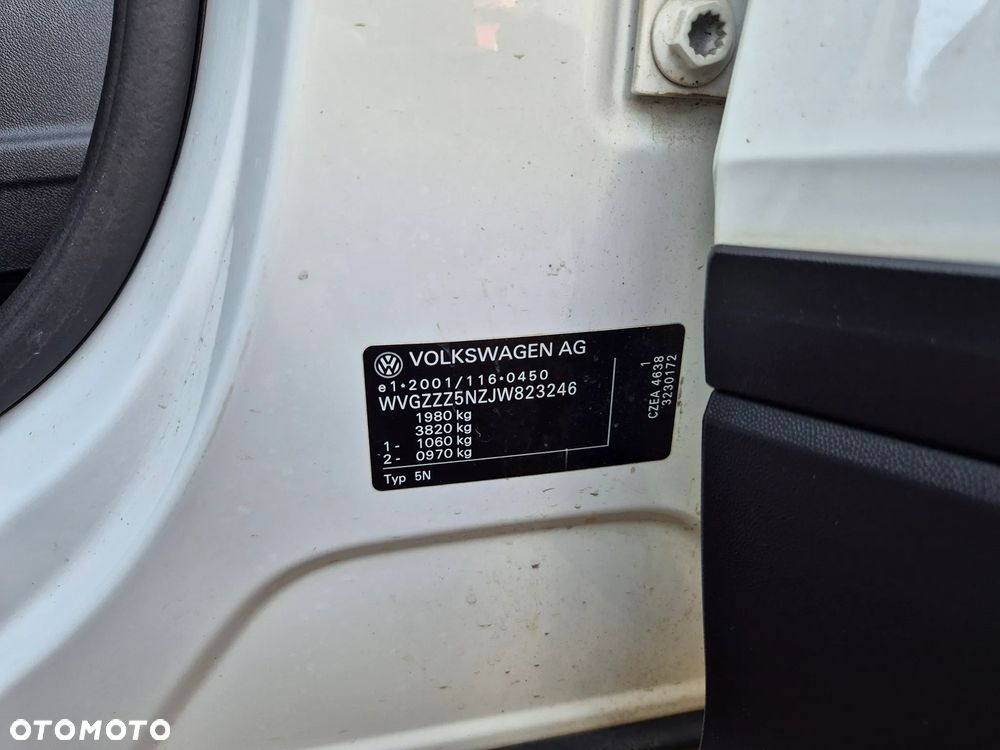 VOLKSWAGEN AG
e1*2001/116*0450
WVGZZZ5NZJW823246
1980 kg
3820 kg
1- 1060 kg
2- 0970 kg
Typ 5N
1
CZEA 4638
3230172
OTOMOTO